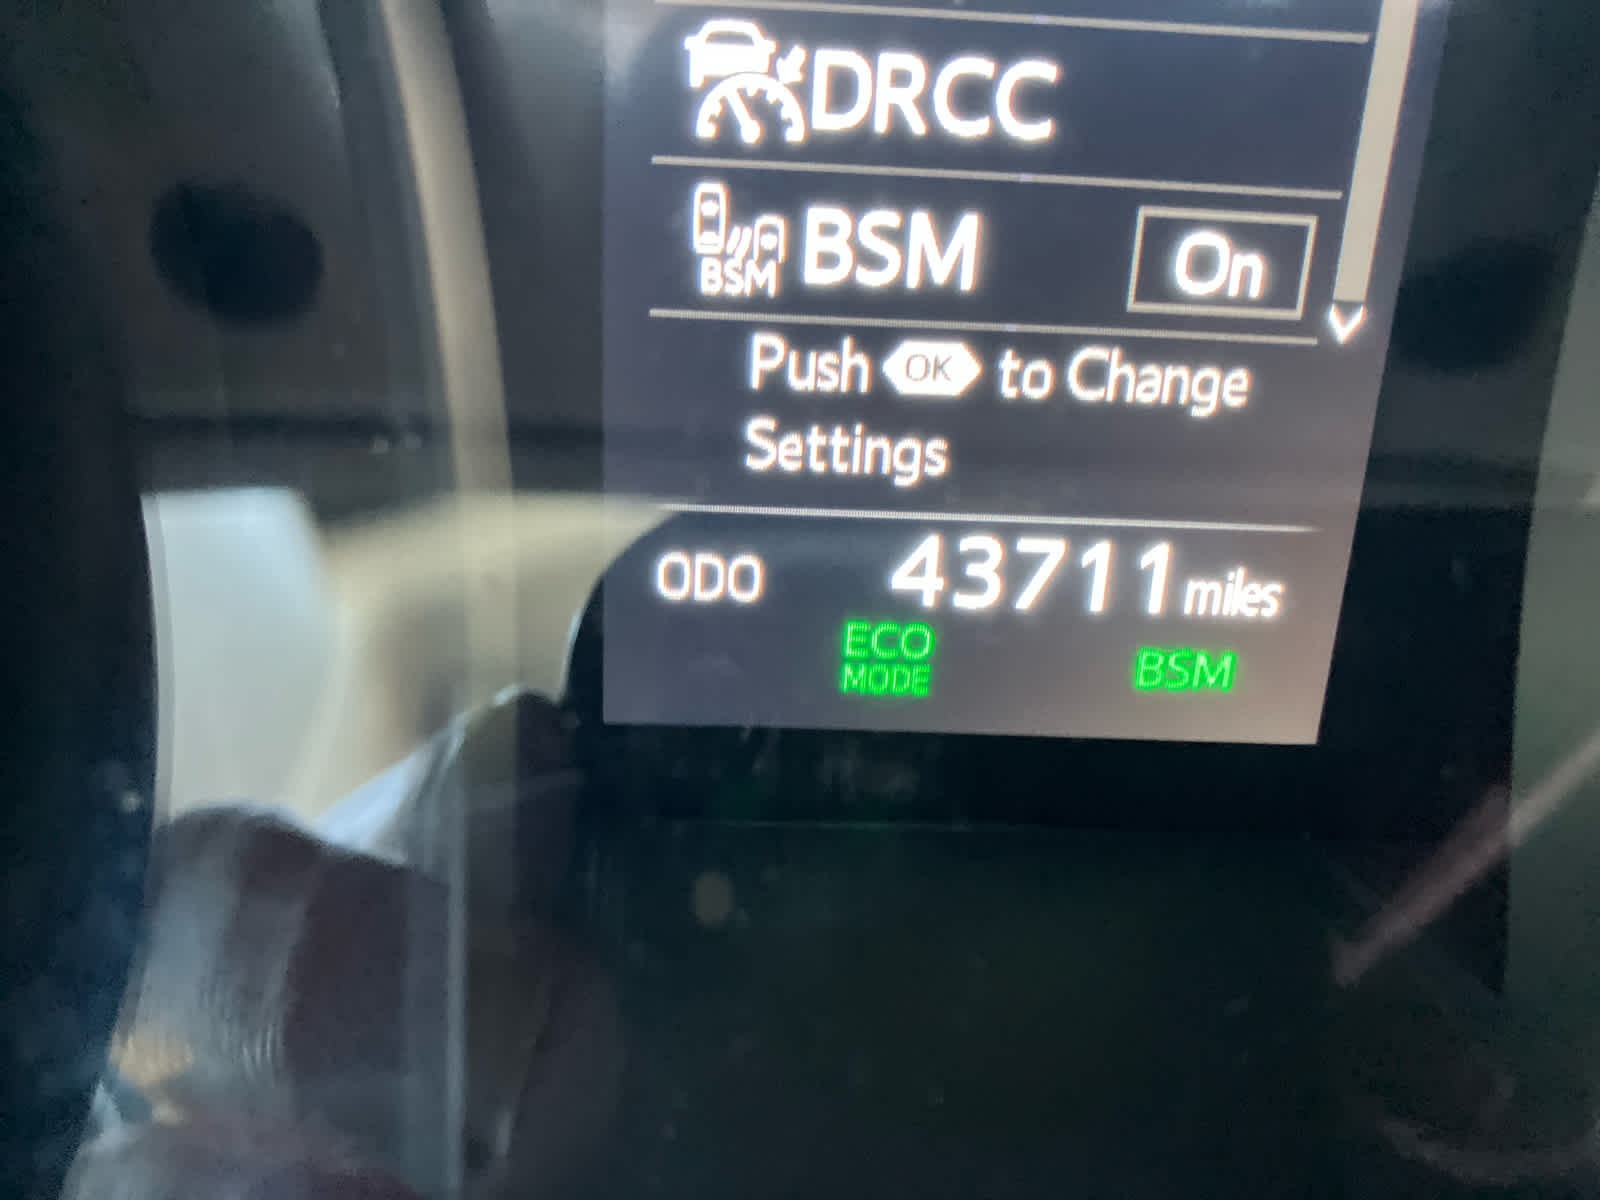 DRCC
BSM BSM On
Push OK to Change
Settings
ODO 43711 miles
ECO
MODE BSM